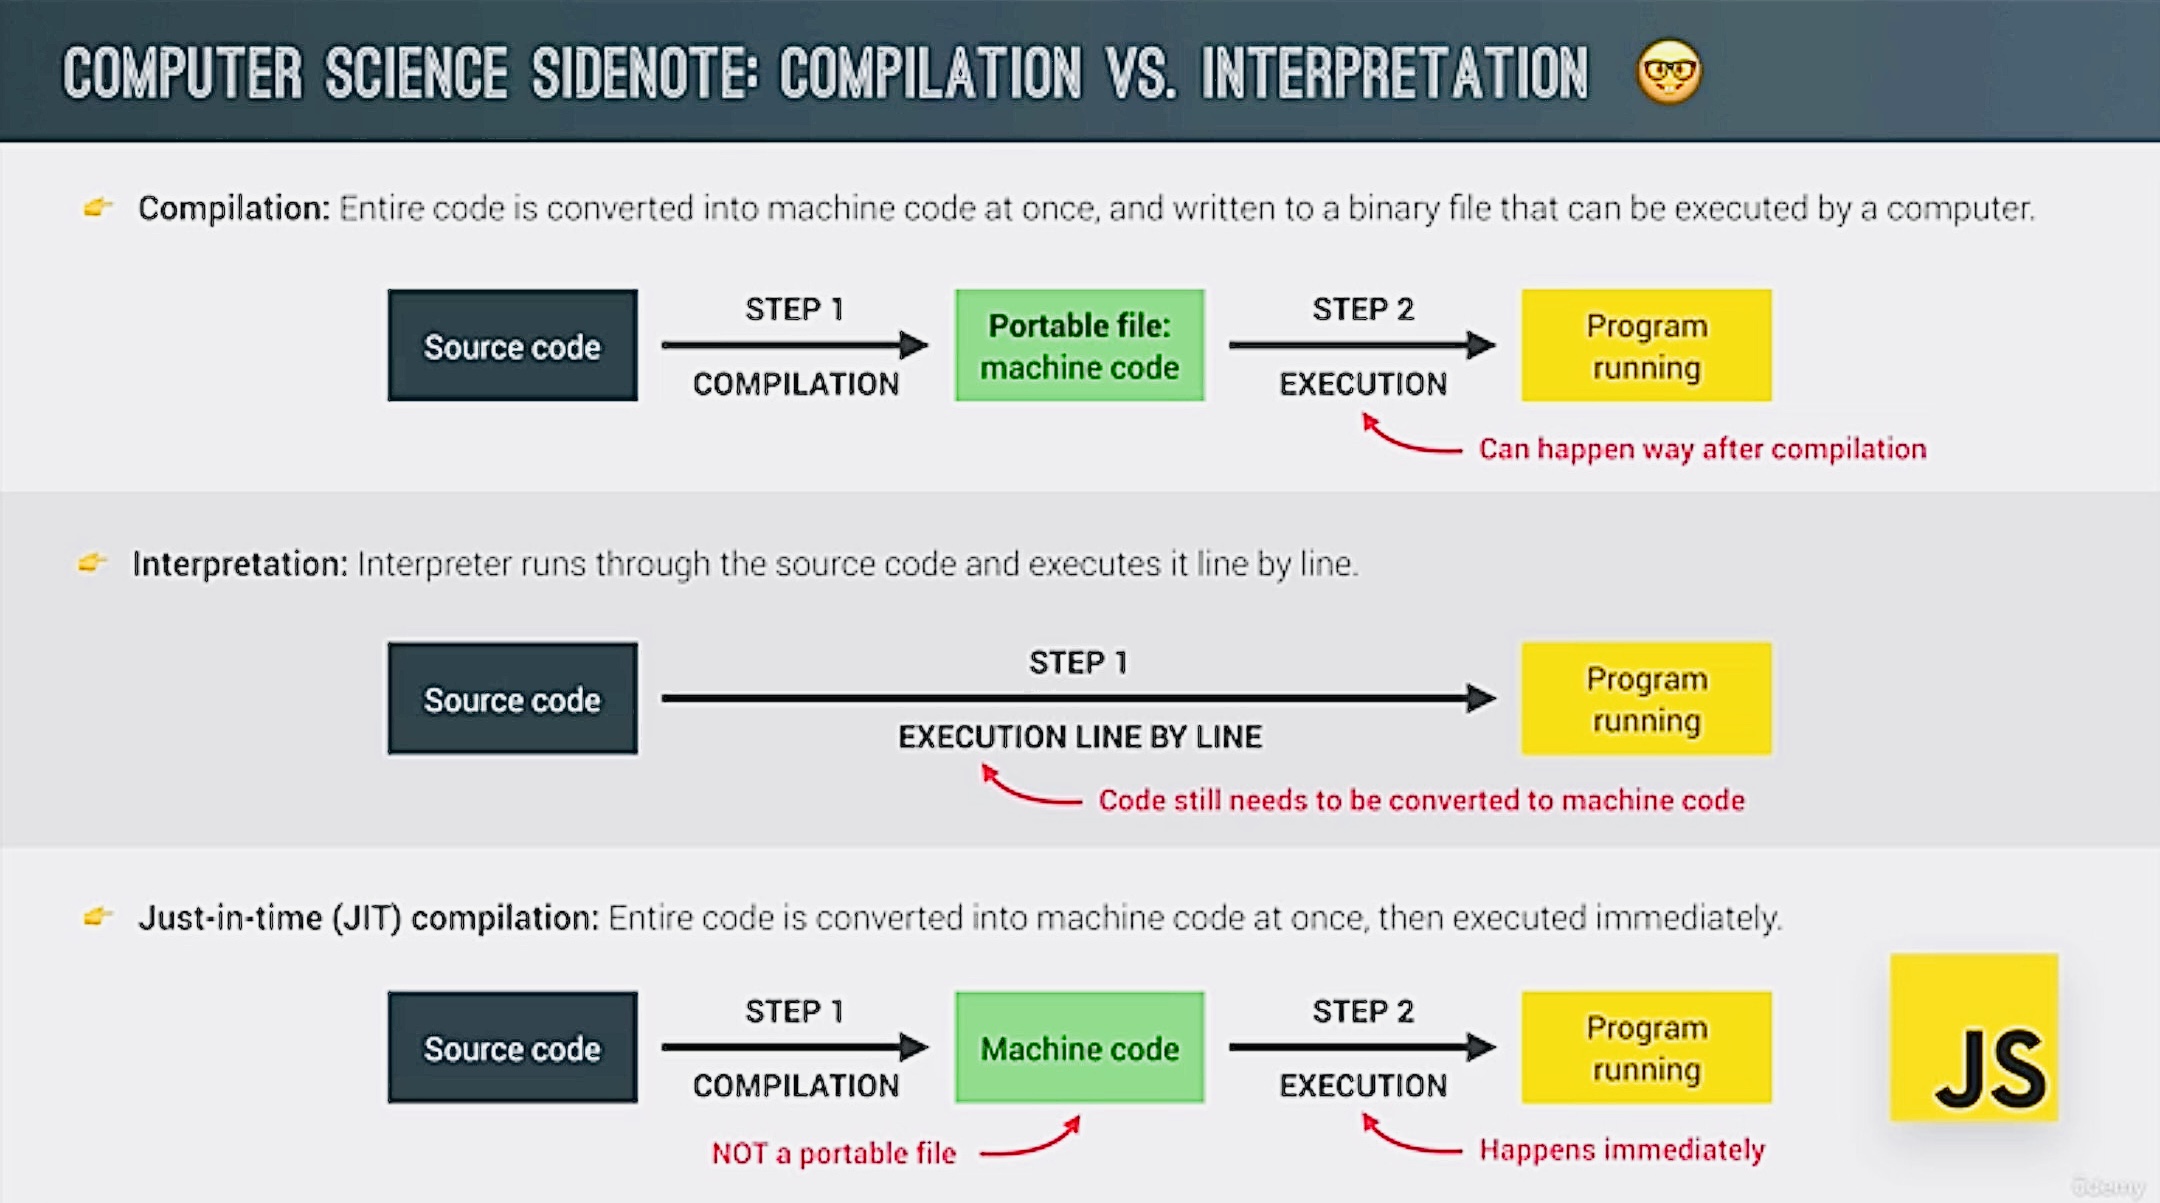 COMPUTER SCIENCE SIDENOTE: COMPILATION VS. INTERPRETATION
Compilation: Entire code is converted into machine code at once, and written to a binary file that can be executed by a computer.
Source code
STEP 1
COMPILATION
Portable file:
machine code
STEP 2
EXECUTION
Program
running
Can happen way after compilation
Interpretation: Interpreter runs through the source code and executes it line by line.
Source code
STEP 1
EXECUTION LINE BY LINE
Program
running
Code still needs to be converted to machine code
Just-in-time (JIT) compilation: Entire code is converted into machine code at once, then executed immediately.
Source code
STEP 1
COMPILATION
Machine code
STEP 2
EXECUTION
Program
running
NOT a portable file
Happens immediately
JS
ûdemy